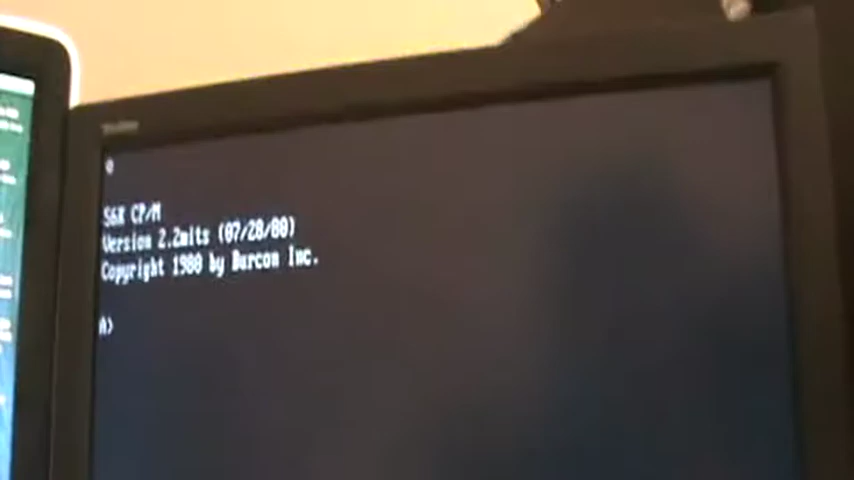 56K CP/M
Version 2.2mits (07/28/80)
Copyright 1980 by Burcon Inc.
A>